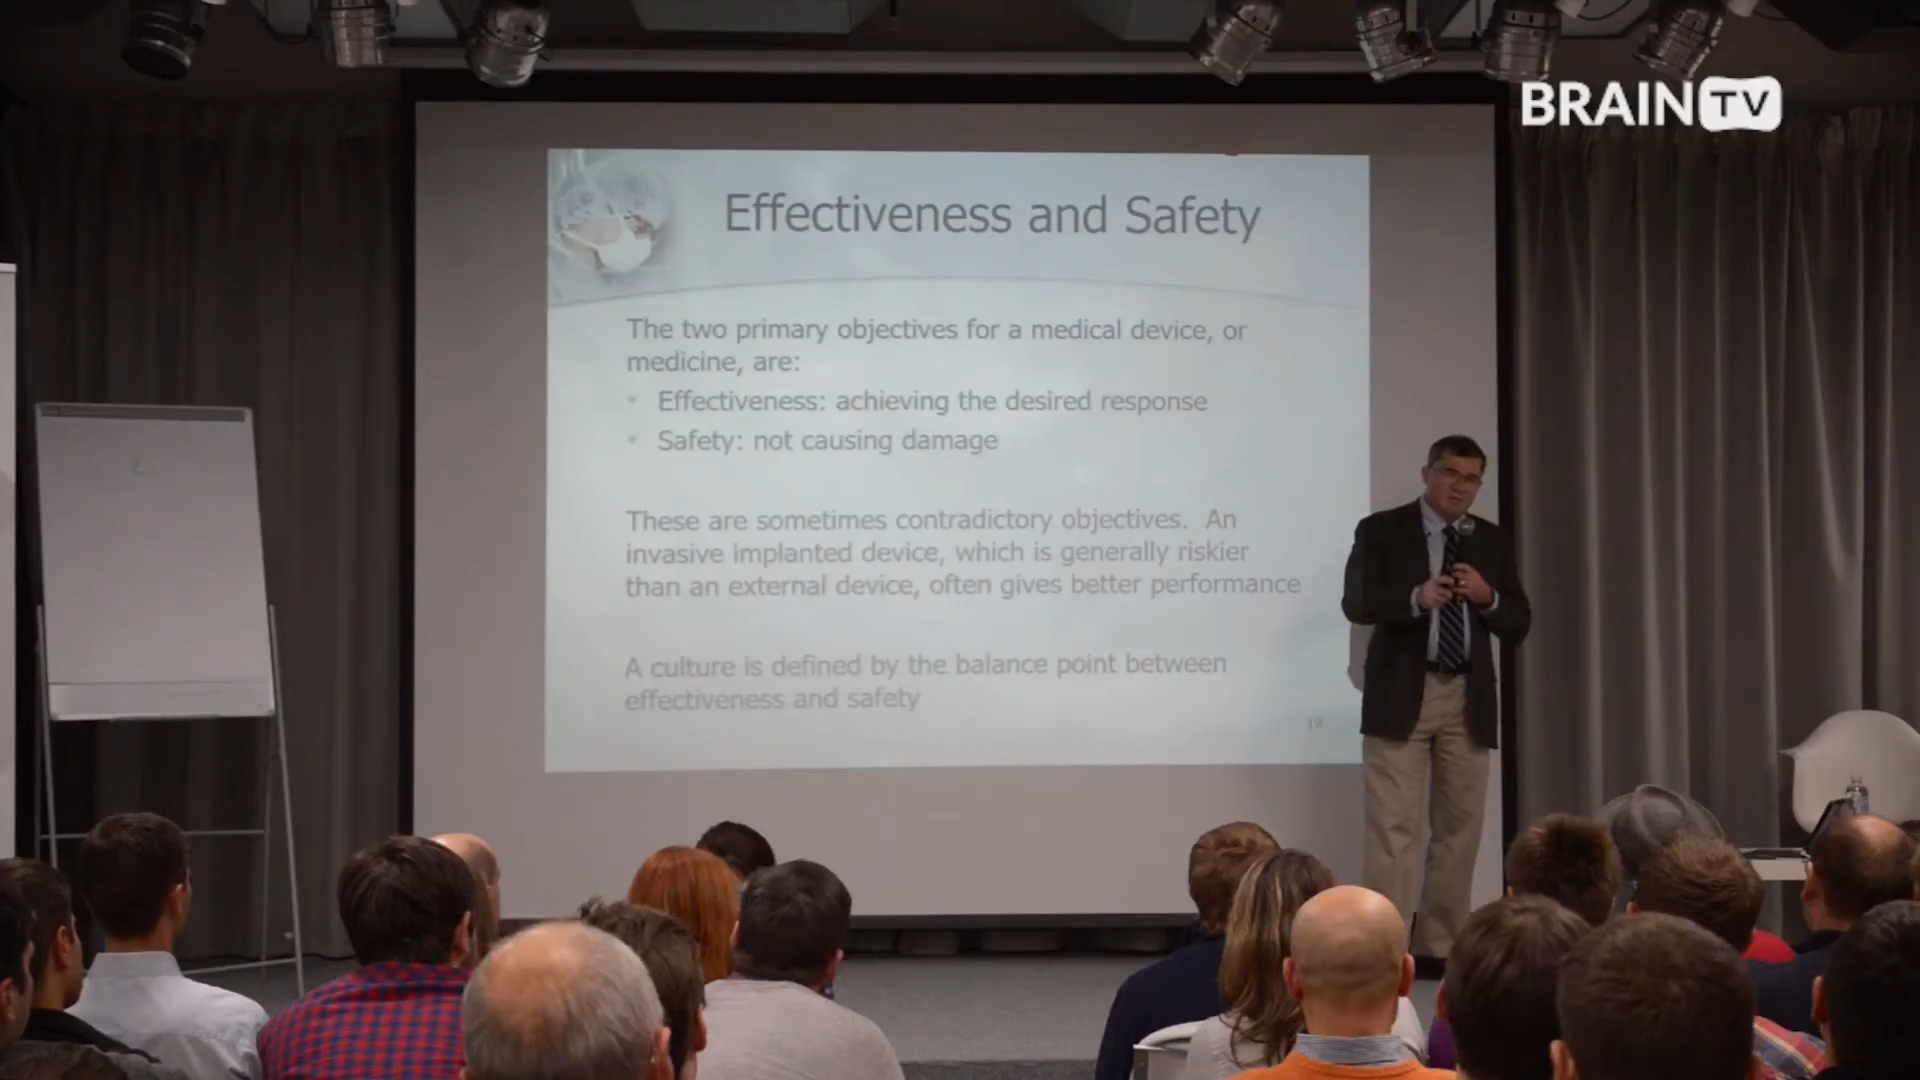 BRAINTV
Effectiveness and Safety
The two primary objectives for a medical device, or
medicine, are:
Effectiveness: achieving the desired response
Safety: not causing damage
These are sometimes contradictory objectives. An
invasive implanted device, which is generally riskier
than an external device, often gives better performance
A culture is defined by the balance point between
effectiveness and safety
19